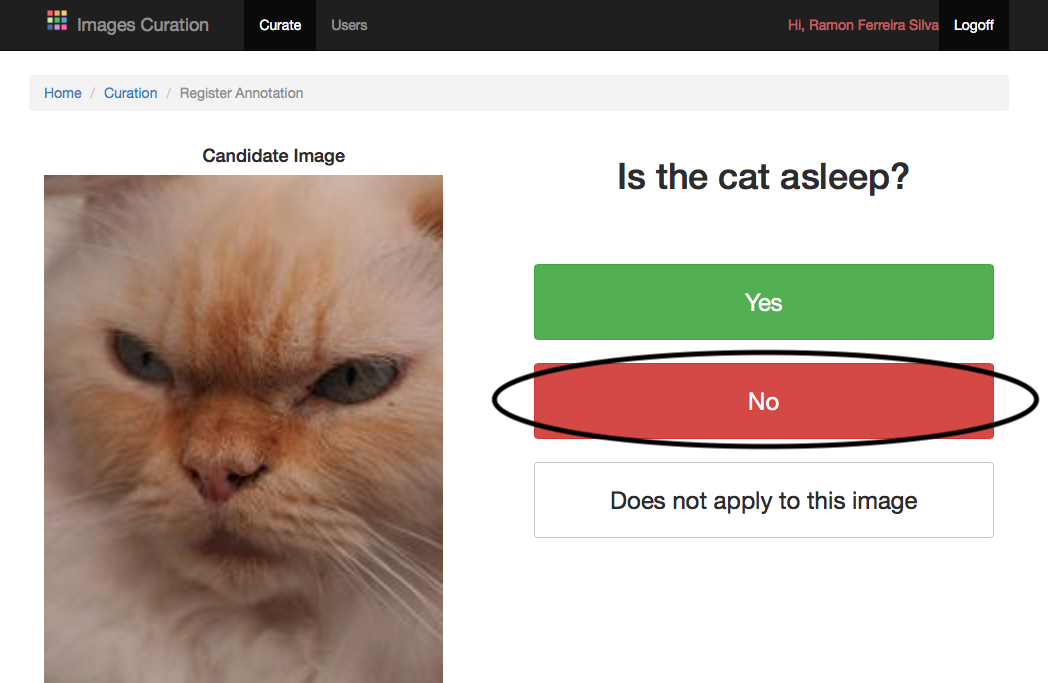 Images Curation Curate Users Hi, Ramon Ferreira Silva Logoff
Home / Curation / Register Annotation
Candidate Image
Is the cat asleep?
Yes
No
Does not apply to this image